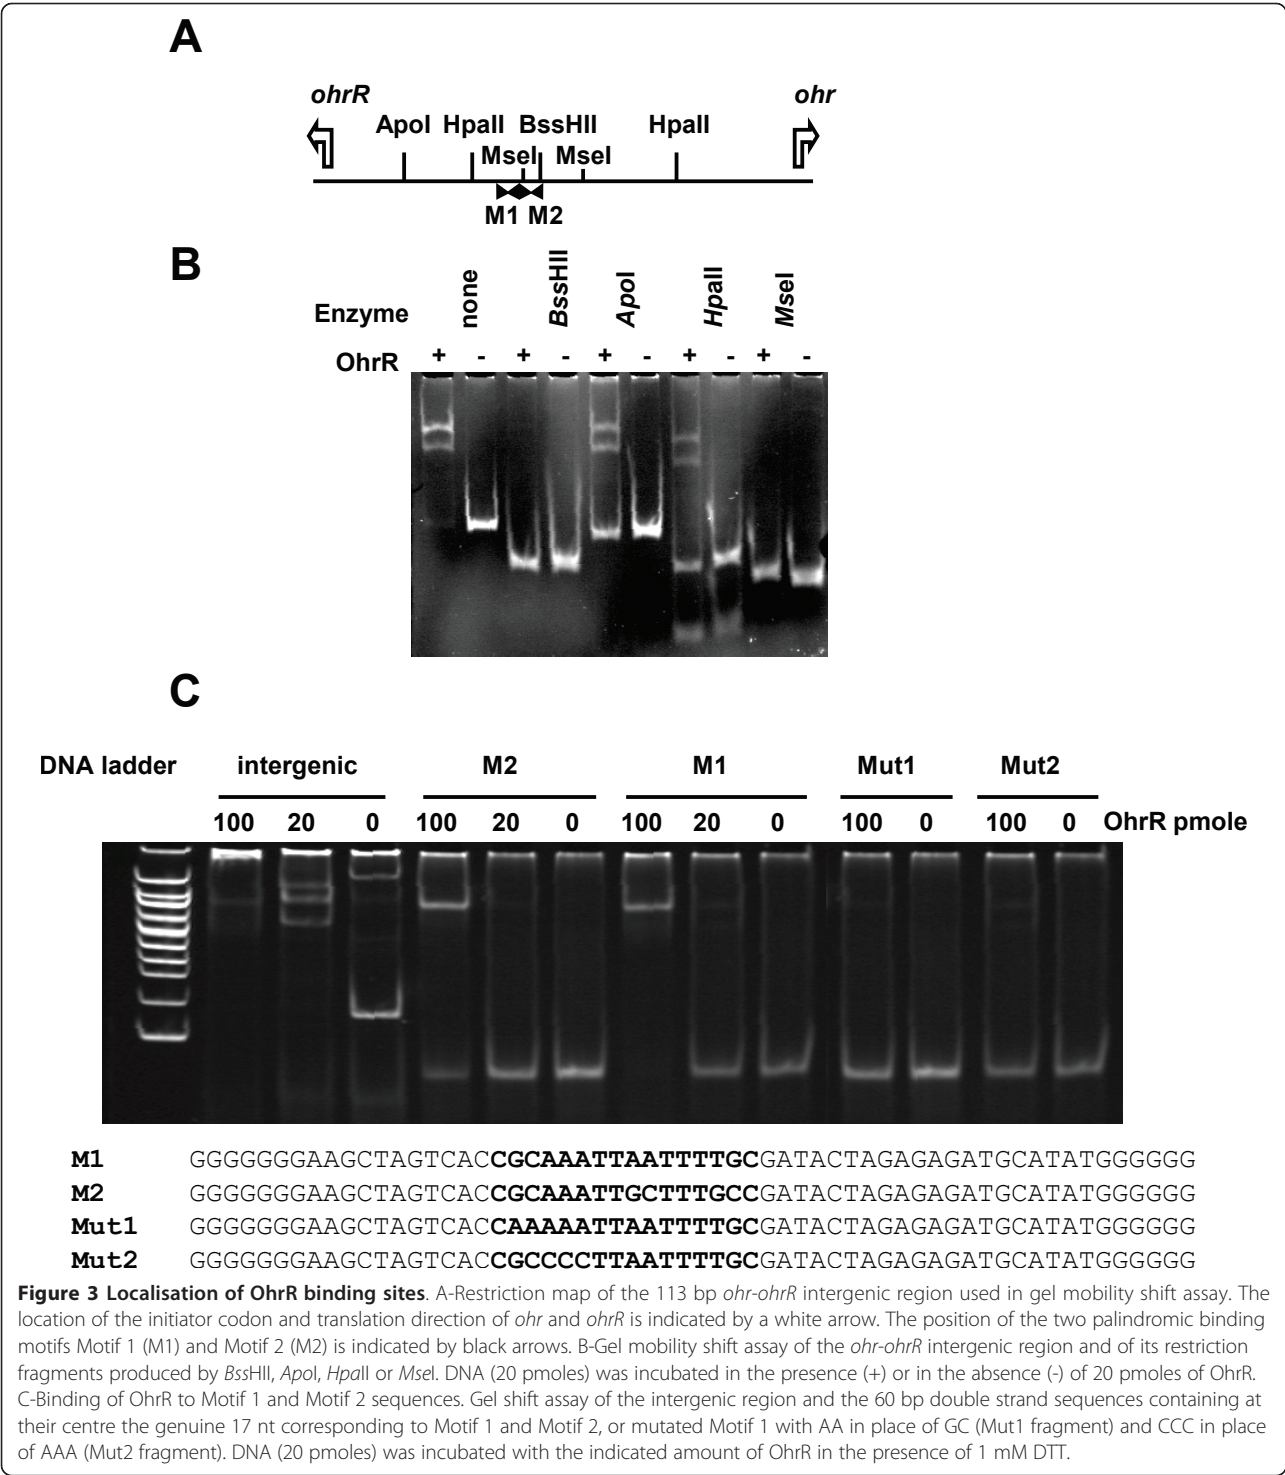 A
ohrR
ohr
ApoI HpaII BssHII HpaII
MseI MseI
M1 M2
B
Enzyme none BssHII ApoI HpaII MseI
OhrR + - + - + - + - + -
C
DNA ladder intergenic M2 M1 Mut1 Mut2
100 20 0 100 20 0 100 20 0 100 0 100 0 OhrR pmole
M1 GGGGGGGAAGCTAGTCACCGCAAATTAATTTTGCGATACTAGAGAGATGCATATGGGGGG
M2 GGGGGGGAAGCTAGTCACCGCAAATTGCTTTGCCGATACTAGAGAGATGCATATGGGGGG
Mut1 GGGGGGGAAGCTAGTCACCAAAAATTAATTTTGCGATACTAGAGAGATGCATATGGGGGG
Mut2 GGGGGGGAAGCTAGTCACCGCCCCTTAATTTTGCGATACTAGAGAGATGCATATGGGGGG
Figure 3 Localisation of OhrR binding sites. A-Restriction map of the 113 bp ohr-ohrR intergenic region used in gel mobility shift assay. The
location of the initiator codon and translation direction of ohr and ohrR is indicated by a white arrow. The position of the two palindromic binding
motifs Motif 1 (M1) and Motif 2 (M2) is indicated by black arrows. B-Gel mobility shift assay of the ohr-ohrR intergenic region and of its restriction
fragments produced by BssHII, ApoI, HpaII or MseI. DNA (20 pmoles) was incubated in the presence (+) or in the absence (-) of 20 pmoles of OhrR.
C-Binding of OhrR to Motif 1 and Motif 2 sequences. Gel shift assay of the intergenic region and the 60 bp double strand sequences containing at
their centre the genuine 17 nt corresponding to Motif 1 and Motif 2, or mutated Motif 1 with AA in place of GC (Mut1 fragment) and CCC in place
of AAA (Mut2 fragment). DNA (20 pmoles) was incubated with the indicated amount of OhrR in the presence of 1 mM DTT.